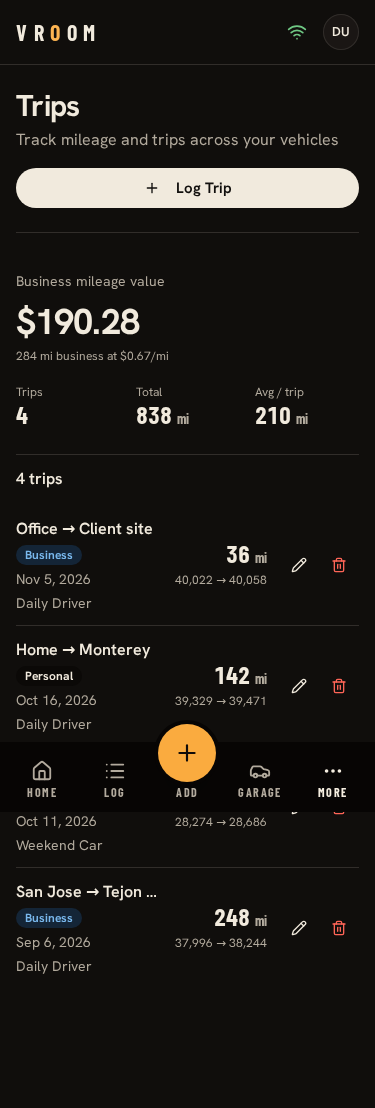 VROOM
DU
Trips
Track mileage and trips across your vehicles
+ Log Trip
Business mileage value
$190.28
284 mi business at $0.67/mi
Trips
Total
Avg / trip
4
838 mi
210 mi
4 trips
Office → Client site
Business
36 mi
Nov 5, 2026
40,022 → 40,058
Daily Driver
Home → Monterey
Personal
142 mi
Oct 16, 2026
39,329 → 39,471
Daily Driver
HOME
LOG
ADD
GARAGE
MORE
Oct 11, 2026
28,274 → 28,686
Weekend Car
San Jose → Tejon ...
Business
248 mi
Sep 6, 2026
37,996 → 38,244
Daily Driver